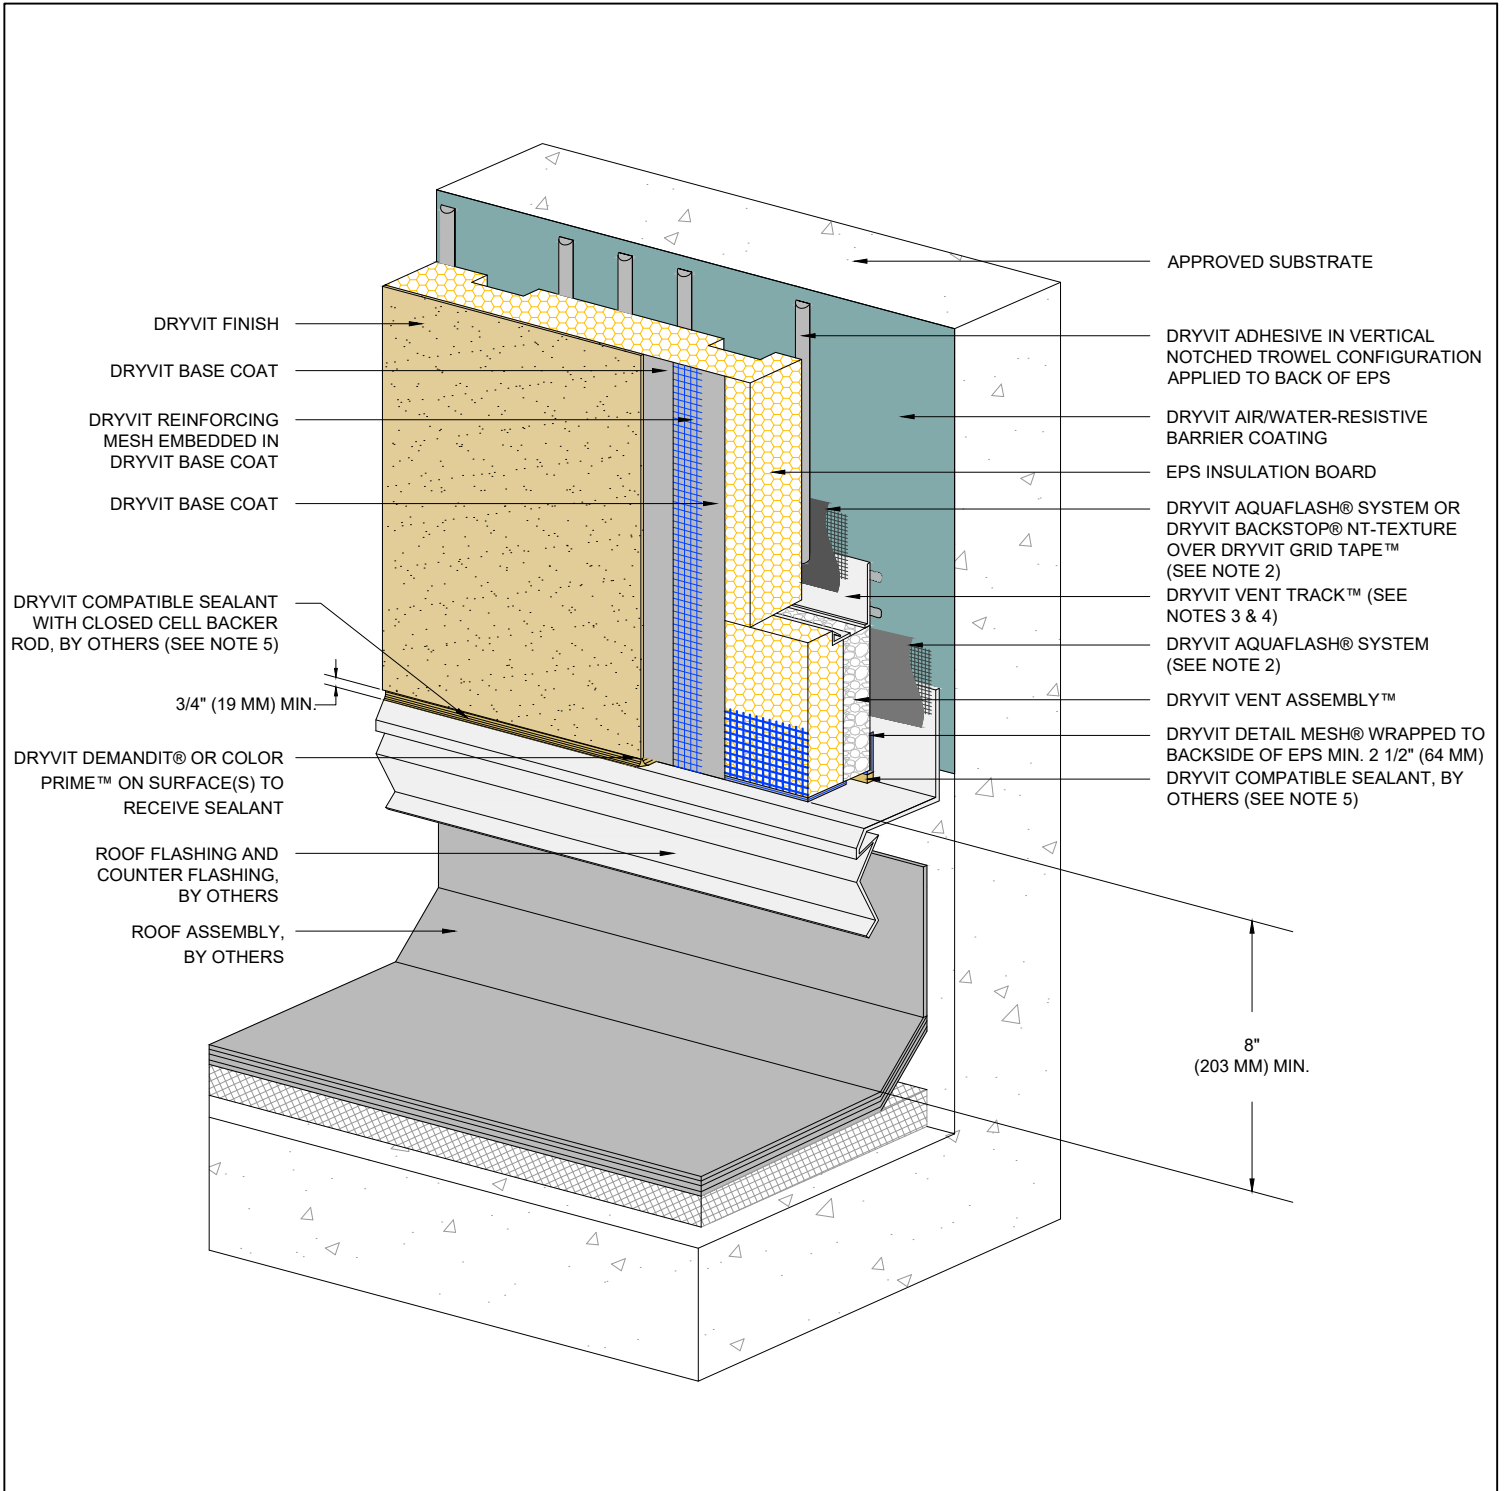 DRYVIT FINISH
DRYVIT BASE COAT
DRYVIT REINFORCING
MESH EMBEDDED IN
DRYVIT BASE COAT
DRYVIT BASE COAT
DRYVIT COMPATIBLE SEALANT
WITH CLOSED CELL BACKER
ROD, BY OTHERS (SEE NOTE 5)
3/4" (19 MM) MIN.
DRYVIT DEMANDIT® OR COLOR
PRIME™ ON SURFACE(S) TO
RECEIVE SEALANT
ROOF FLASHING AND
COUNTER FLASHING,
BY OTHERS
ROOF ASSEMBLY,
BY OTHERS
APPROVED SUBSTRATE
DRYVIT ADHESIVE IN VERTICAL
NOTCHED TROWEL CONFIGURATION
APPLIED TO BACK OF EPS
DRYVIT AIR/WATER-RESISTIVE
BARRIER COATING
EPS INSULATION BOARD
DRYVIT AQUAFLASH® SYSTEM OR
DRYVIT BACKSTOP® NT-TEXTURE
OVER DRYVIT GRID TAPE™
(SEE NOTE 2)
DRYVIT VENT TRACK™ (SEE
NOTES 3 & 4)
DRYVIT AQUAFLASH® SYSTEM
(SEE NOTE 2)
DRYVIT VENT ASSEMBLY™
DRYVIT DETAIL MESH® WRAPPED TO
BACKSIDE OF EPS MIN. 2 1/2" (64 MM)
DRYVIT COMPATIBLE SEALANT, BY
OTHERS (SEE NOTE 5)
8"
(203 MM) MIN.